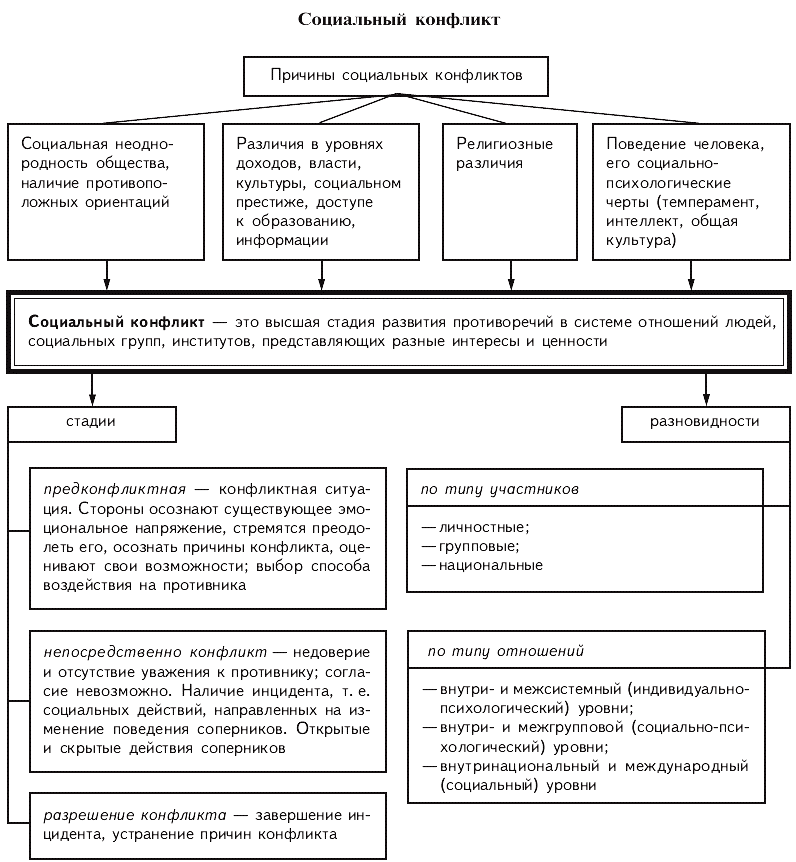 Социальный конфликт
Причины социальных конфликтов
Социальная неодно-
родность общества,
наличие противопо-
ложных ориентаций
Различия в уровнях
доходов, власти,
культуры, социальном
престиже, доступе
к образованию,
информации
Религиозные
различия
Поведение человека,
его социально-
психологические
черты (темперамент,
интеллект, общая
культура)
Социальный конфликт — это высшая стадия развития противоречий в системе отношений людей,
социальных групп, институтов, представляющих разные интересы и ценности
стадии
предконфликтная — конфликтная ситуа-
ция. Стороны осознают существующее эмо-
циональное напряжение, стремятся преодо-
леть его, осознать причины конфликта, оце-
нивают свои возможности; выбор способа
воздействия на противника
непосредственно конфликт — недоверие
и отсутствие уважения к противнику; согла-
сие невозможно. Наличие инцидента, т. е.
социальных действий, направленных на из-
менение поведения соперников. Открытые
и скрытые действия соперников
разрешение конфликта — завершение ин-
цидента, устранение причин конфликта
разновидности
по типу участников
— личностные;
— групповые;
— национальные
по типу отношений
— внутри- и межсистемный (индивидуально-
психологический) уровни;
— внутри- и межгрупповой (социально-пси-
хологический) уровни;
— внутринациональный и международный
(социальный) уровни